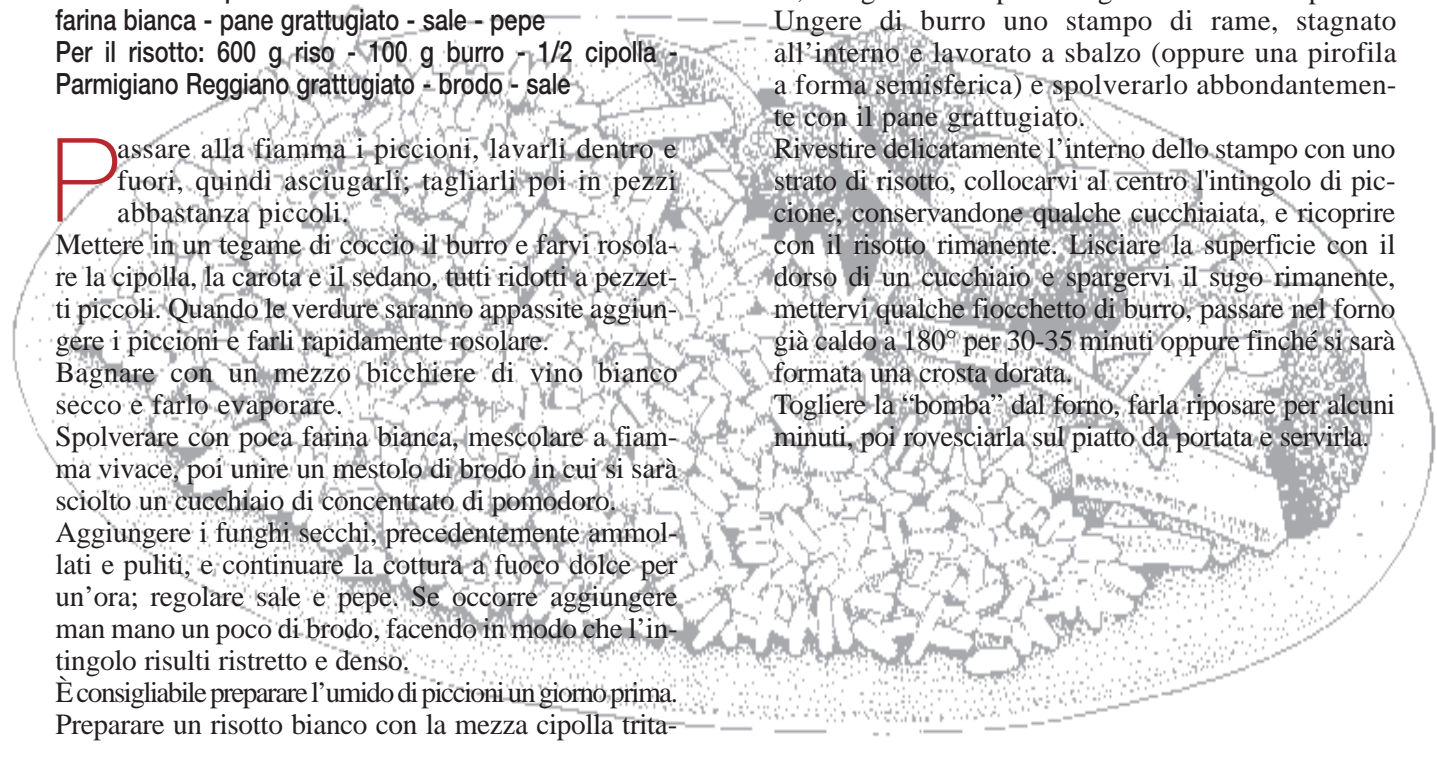 farina bianca - pane grattugiato - sale - pepe
Per il risotto: 600 g riso - 100 g burro - 1/2 cipolla -
Parmigiano Reggiano grattugiato - brodo - sale
Passare alla fiamma i piccioni, lavarli dentro e
fuori, quindi asciugarli; tagliarli poi in pezzi
abbastanza piccoli.
Mettere in un tegame di coccio il burro e farvi rosola-
re la cipolla, la carota e il sedano, tutti ridotti a pezzet-
ti piccoli. Quando le verdure saranno appassite aggiun-
gere i piccioni e farli rapidamente rosolare.
Bagnare con un mezzo bicchiere di vino bianco
secco e farlo evaporare.
Spolverare con poca farina bianca, mescolare a fiam-
ma vivace, poi unire un mestolo di brodo in cui si sarà
sciolto un cucchiaio di concentrato di pomodoro.
Aggiungere i funghi secchi, precedentemente ammol-
lati e puliti, e continuare la cottura a fuoco dolce per
un'ora; regolare sale e pepe. Se occorre aggiungere
man mano un poco di brodo, facendo in modo che l'in-
tingolo risulti ristretto e denso.
È consigliabile preparare l'umido di piccioni un giorno prima.
Preparare un risotto bianco con la mezza cipolla trita-
Ungere di burro uno stampo di rame, stagnato
all'interno e lavorato a sbalzo (oppure una pirofila
a forma semisferica) e spolverarlo abbondantemen-
te con il pane grattugiato.
Rivestire delicatamente l'interno dello stampo con uno
strato di risotto, collocarvi al centro l'intingolo di pic-
cione, conservandone qualche cucchiaiata, e ricoprire
con il risotto rimanente. Lisciare la superficie con il
dorso di un cucchiaio e spargervi il sugo rimanente,
mettervi qualche fiocchetto di burro, passare nel forno
già caldo a 180° per 30-35 minuti oppure finché si sarà
formata una crosta dorata.
Togliere la “bomba” dal forno, farla riposare per alcuni
minuti, poi rovesciarla sul piatto da portata e servirla.